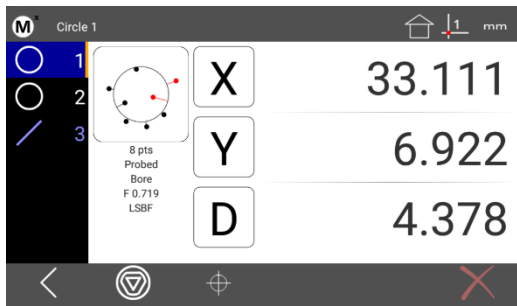 Mx Circle 1 1 mm
1
2
3
8 pts
Probed
Bore
F 0.719
LSBF
X 33.111
Y 6.922
D 4.378